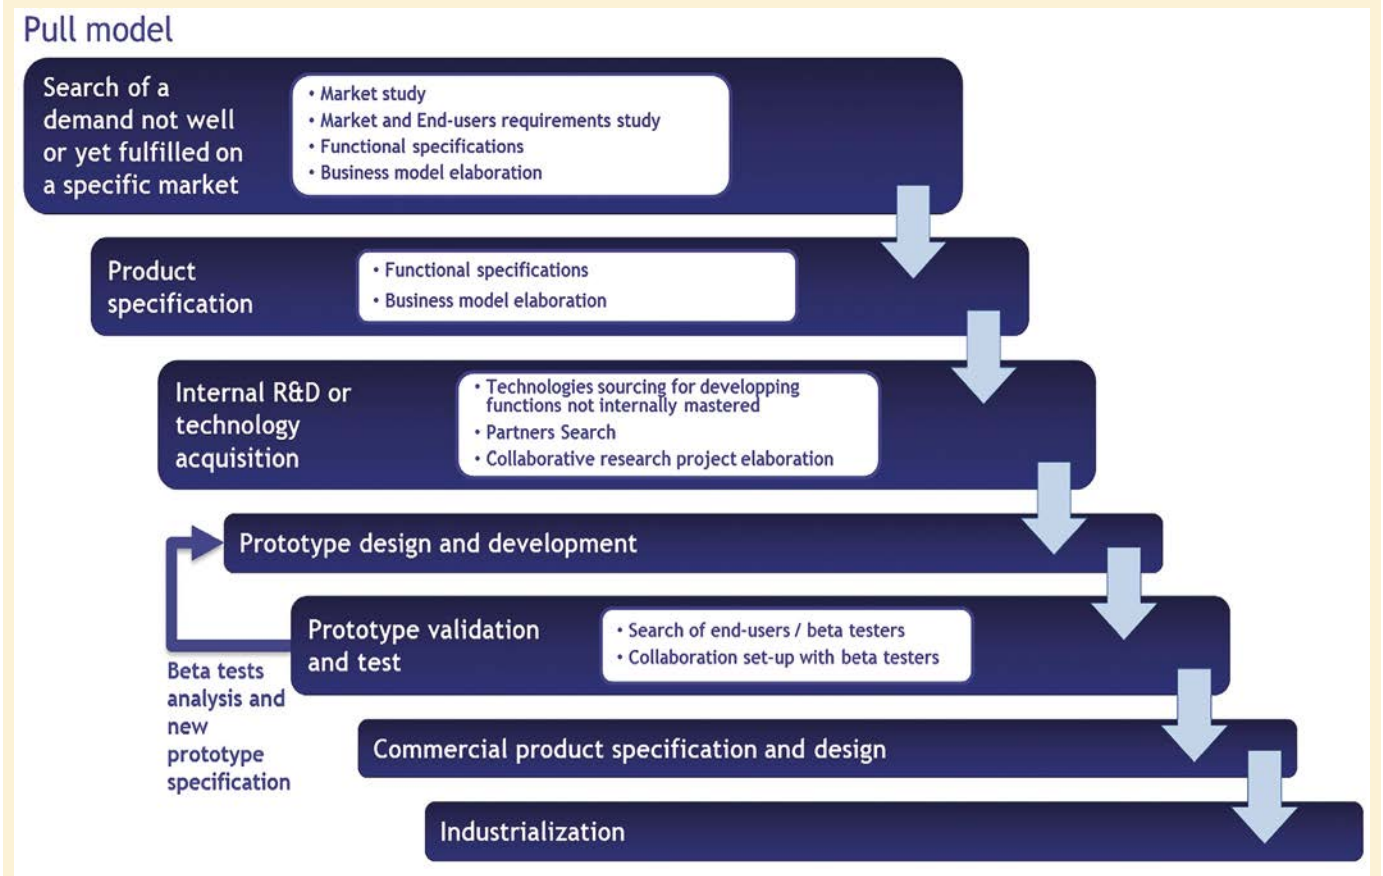 Pull model
Search of a
demand not well
or yet fulfilled on
a specific market
• Market study
• Market and End-users requirements study
• Functional specifications
• Business model elaboration
Product
specification
• Functional specifications
• Business model elaboration
Internal R&D or
technology
acquisition
• Technologies sourcing for developping
functions not internally mastered
• Partners Search
• Collaborative research project elaboration
Prototype design and development
Prototype validation
and test
• Search of end-users / beta testers
• Collaboration set-up with beta testers
Beta tests
analysis and
new
prototype
specification
Commercial product specification and design
Industrialization